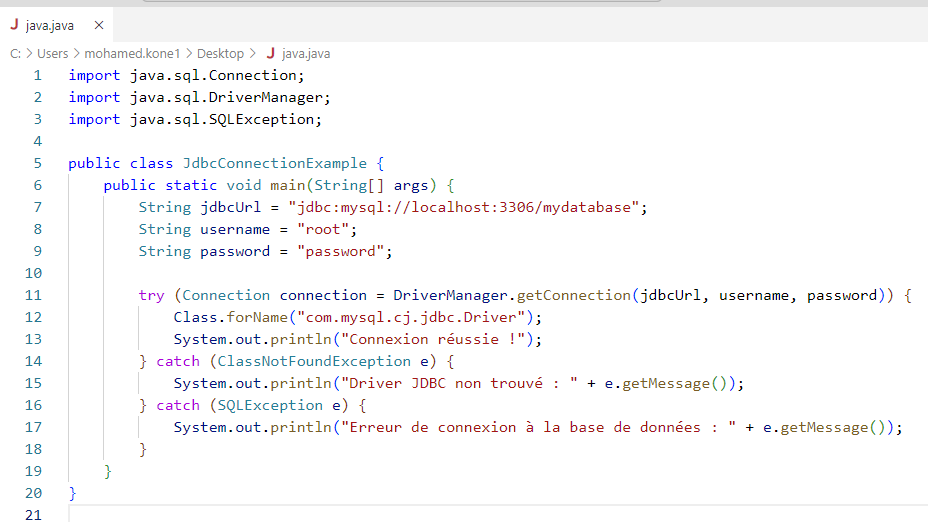 J java.java ×
C: > Users > mohamed.kone1 > Desktop > J java.java
1 import java.sql.Connection;
2 import java.sql.DriverManager;
3 import java.sql.SQLException;
4
5 public class JdbcConnectionExample {
6     public static void main(String[] args) {
7         String jdbcUrl = "jdbc:mysql://localhost:3306/mydatabase";
8         String username = "root";
9         String password = "password";
10
11         try (Connection connection = DriverManager.getConnection(jdbcUrl, username, password)) {
12             Class.forName("com.mysql.cj.jdbc.Driver");
13             System.out.println("Connexion réussie !");
14         } catch (ClassNotFoundException e) {
15             System.out.println("Driver JDBC non trouvé : " + e.getMessage());
16         } catch (SQLException e) {
17             System.out.println("Erreur de connexion à la base de données : " + e.getMessage());
18         }
19     }
20 }
21